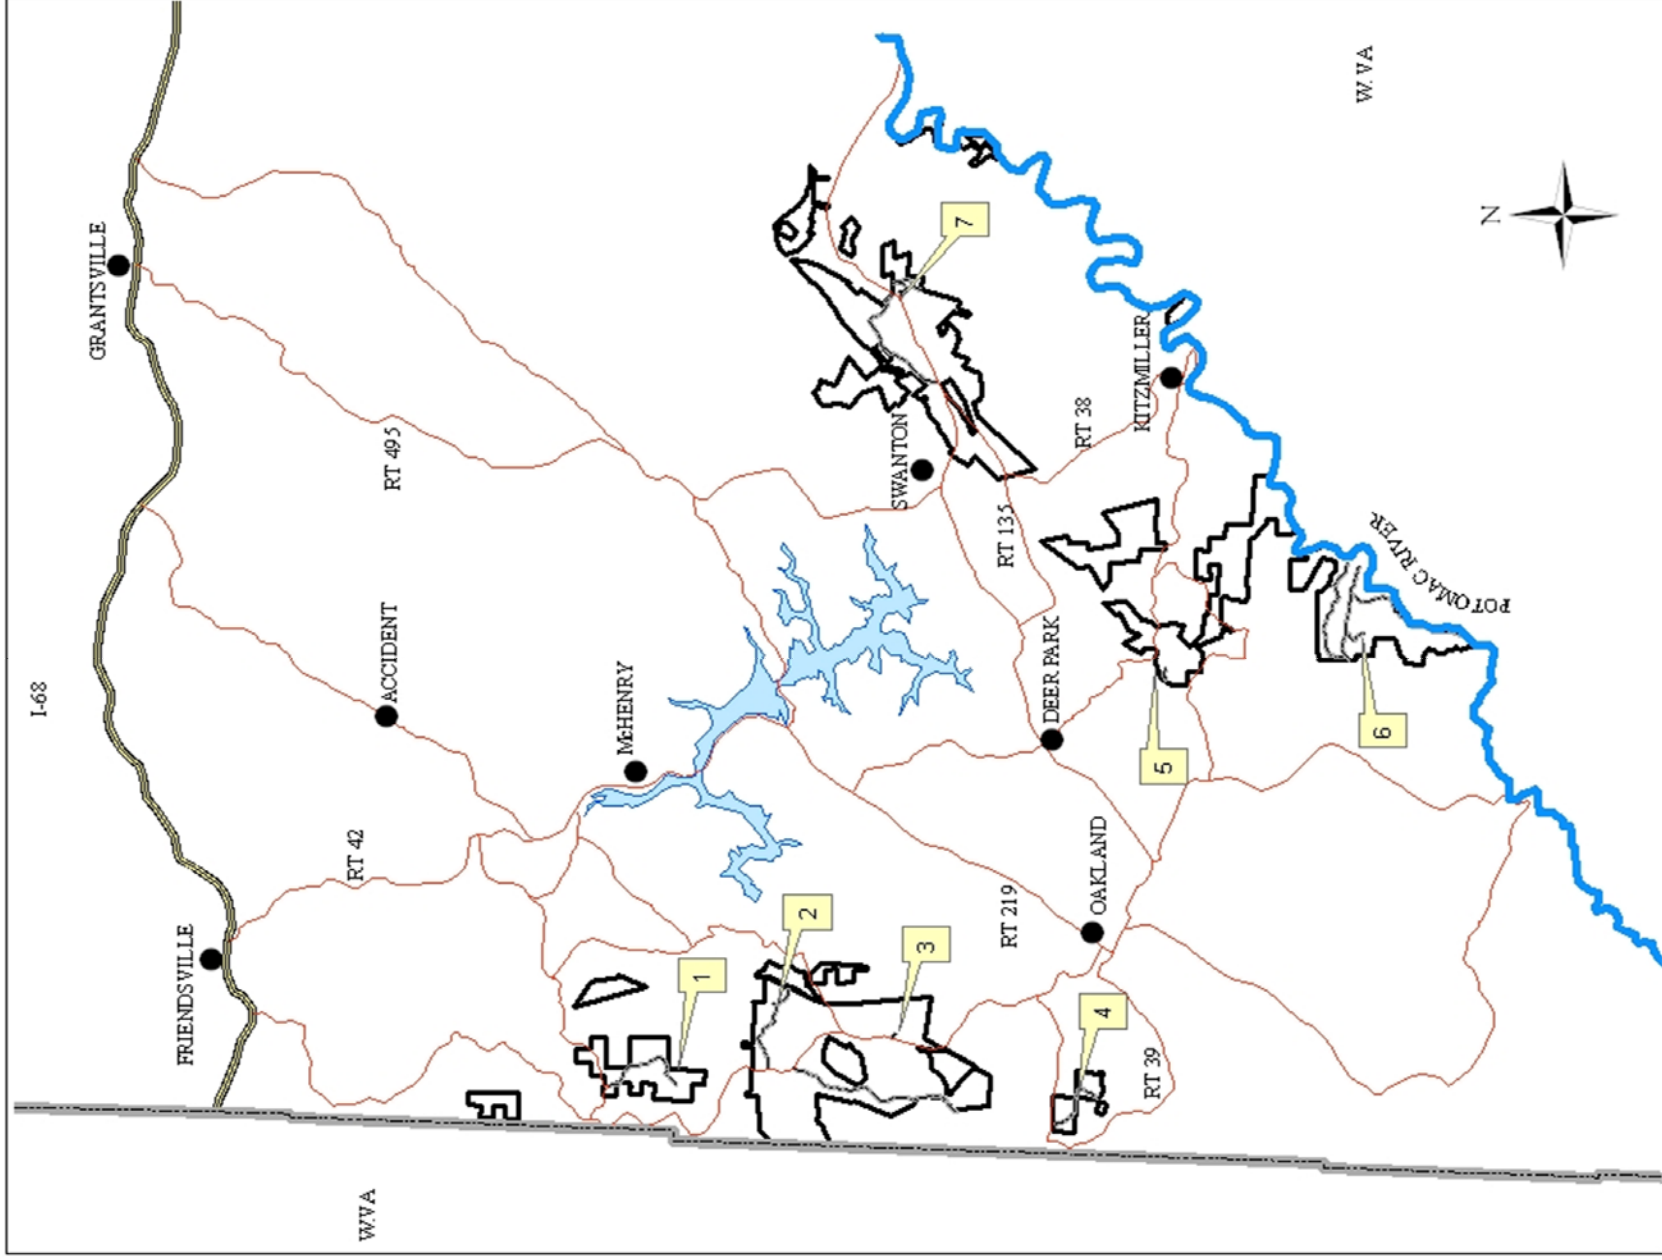 I-68
GRANTSVILLE
FRIENDSVILLE
RT 42
W.VA
ACCIDENT
RT 495
McHENRY
1
2
SWANTON
3
7
RT 135
RT 219
DEER PARK
RT 38
OAKLAND
4
KITZMILLER
RT 39
5
W.VA
6
POTOMAC RIVER
N